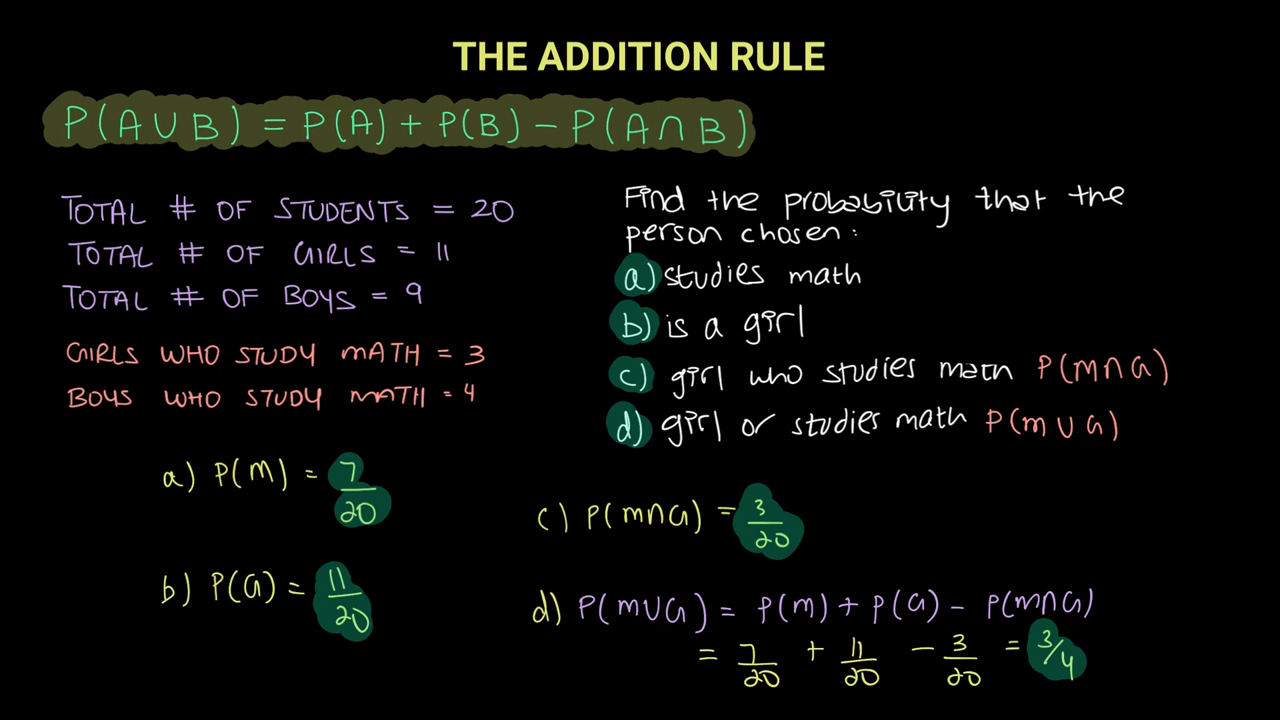 THE ADDITION RULE
P(A∪B) = P(A) + P(B) − P(A∩B)
TOTAL # OF STUDENTS = 20
TOTAL # OF GIRLS = 11
TOTAL # OF BOYS = 9
GIRLS WHO STUDY MATH = 3
BOYS WHO STUDY MATH = 4
Find the probability that the
person chosen:
a) studies math
b) is a girl
c) girl who studies math P(M∩G)
d) girl or studies math P(M∪G)
a) P(M) = 7/20
b) P(G) = 11/20
c) P(M∩G) = 3/20
d) P(M∪G) = P(M) + P(G) − P(M∩G)
= 7/20 + 11/20 − 3/20 = 3/4